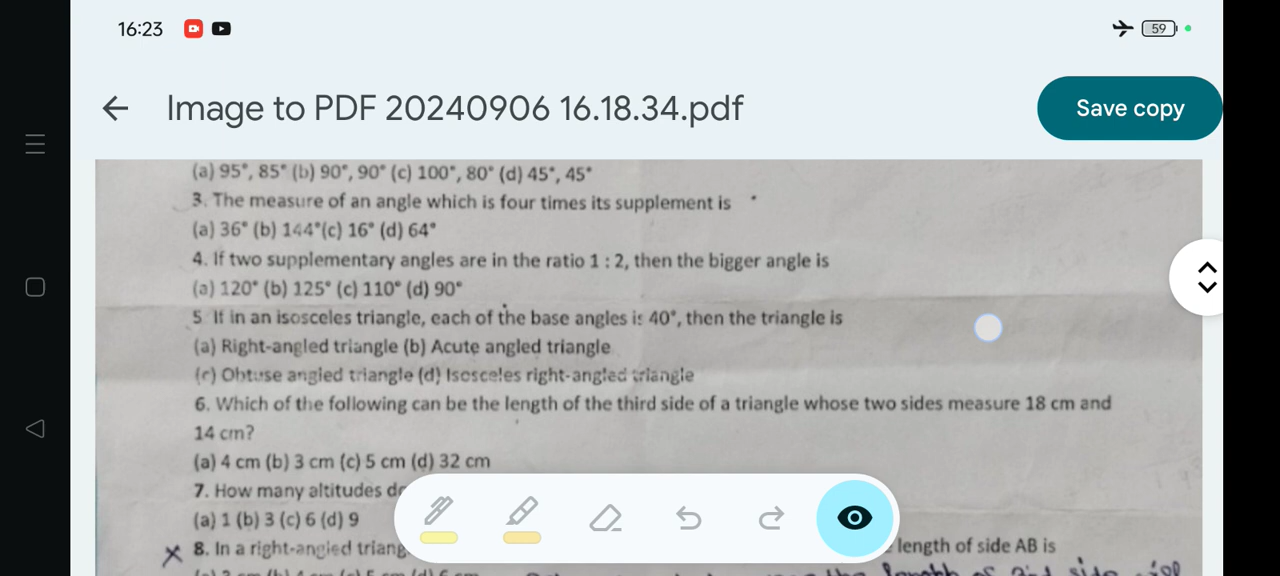 16:23
59
Image to PDF 20240906 16.18.34.pdf
Save copy
(a) 95°, 85° (b) 90°, 90° (c) 100°, 80° (d) 45°, 45°
3. The measure of an angle which is four times its supplement is
(a) 36° (b) 144°(c) 16° (d) 64°
4. If two supplementary angles are in the ratio 1 : 2, then the bigger angle is
(a) 120° (b) 125° (c) 110° (d) 90°
5. If in an isosceles triangle, each of the base angles is 40°, then the triangle is
(a) Right-angled triangle (b) Acute angled triangle
(c) Obtuse angled triangle (d) Isosceles right-angled triangle
6. Which of the following can be the length of the third side of a triangle whose two sides measure 18 cm and
14 cm?
(a) 4 cm (b) 3 cm (c) 5 cm (d) 32 cm
7. How many altitudes
(a) 1 (b) 3 (c) 6 (d) 9
8. In a right-angled length of side AB is